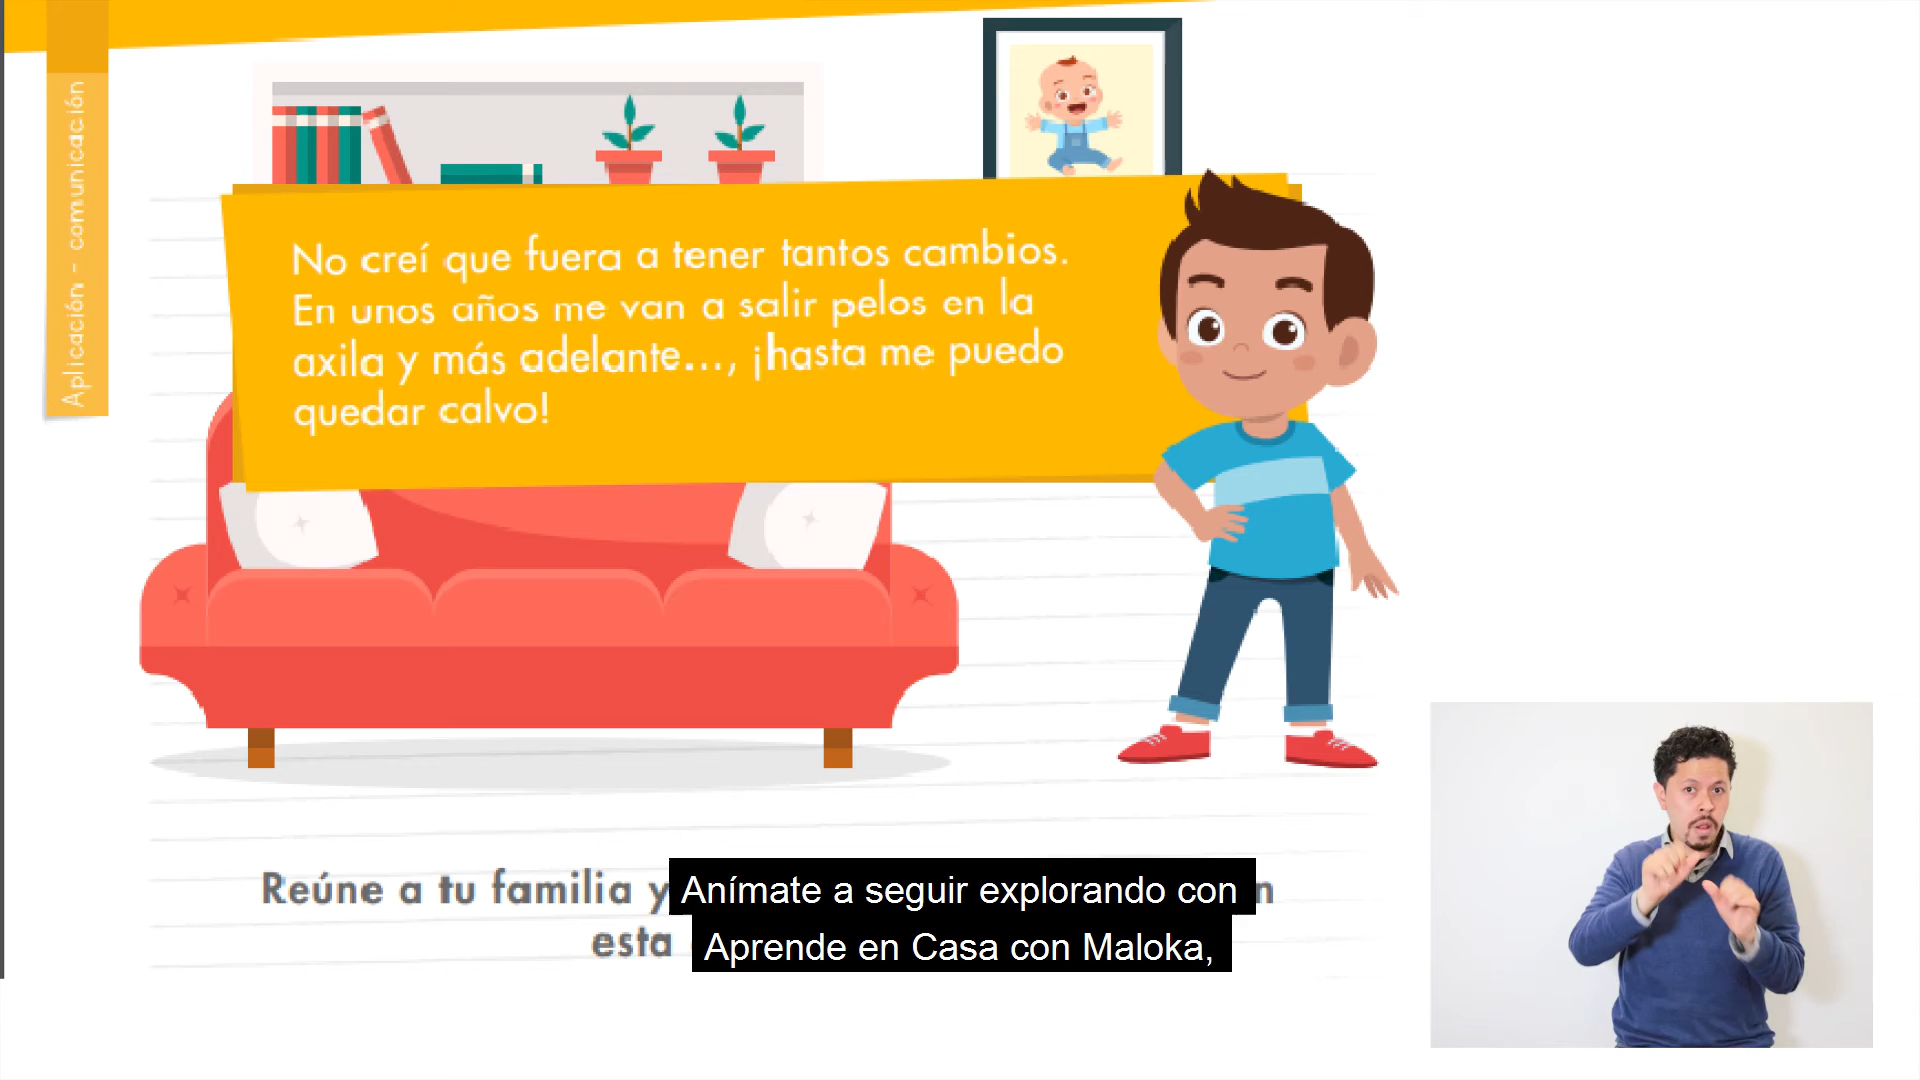 Aplicación - comunicación
No creí que fuera a tener tantos cambios.
En unos años me van a salir pelos en la
axila y más adelante..., ¡hasta me puedo
quedar calvo!
Reúne a tu familia y
esta
Anímate a seguir explorando con
Aprende en Casa con Maloka,